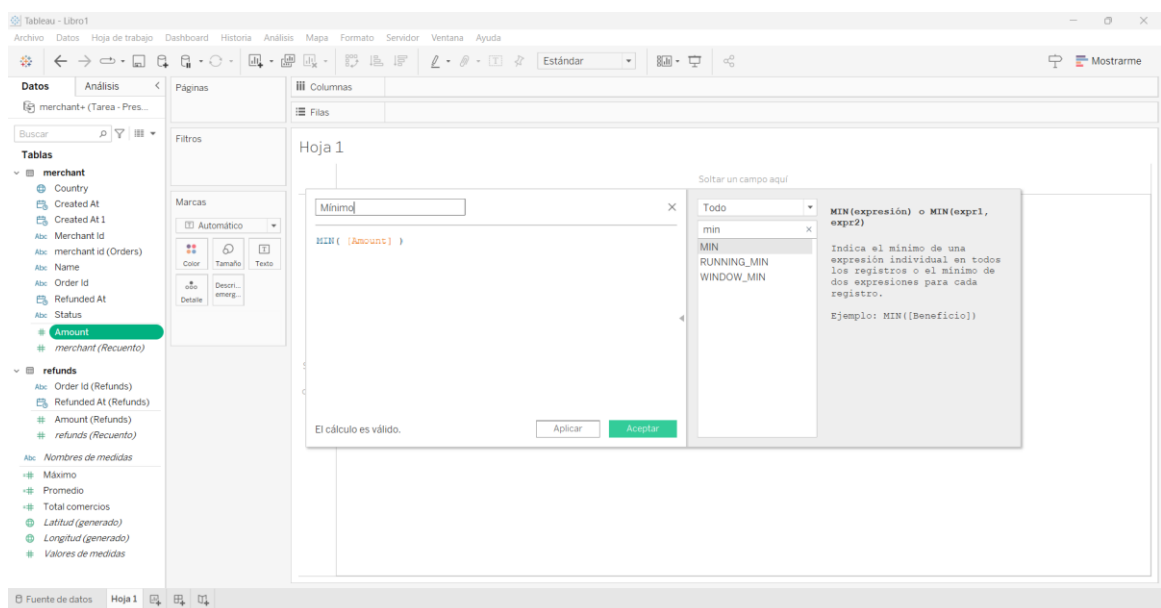 Tableau - Libro1
Archivo Datos Hoja de trabajo Dashboard Historia Análisis Mapa Formato Servidor Ventana Ayuda
Estándar
Mostrarme
Datos Análisis
merchant+ (Tarea - Pres...
Buscar
Tablas
merchant
Country
Created At
Created At 1
Abc Merchant Id
Abc merchant id (Orders)
Abc Name
Abc Order Id
Refunded At
Abc Status
# Amount
# merchant (Recuento)
refunds
Abc Order Id (Refunds)
Refunded At (Refunds)
# Amount (Refunds)
# refunds (Recuento)
Abc Nombres de medidas
=# Máximo
=# Promedio
=# Total comercios
Latitud (generado)
Longitud (generado)
# Valores de medidas
Páginas
Filtros
Marcas
Automático
Color Tamaño Texto
Detalle Descri... emerg...
Columnas
Filas
Hoja 1
Soltar un campo aquí
Mínimo
MIN( [Amount] )
El cálculo es válido.
Aplicar Aceptar
Todo
min
MIN
RUNNING_MIN
WINDOW_MIN
MIN(expresión) o MIN(expr1,
expr2)
Indica el mínimo de una
expresión individual en todos
los registros o el mínimo de
dos expresiones para cada
registro.
Ejemplo: MIN([Beneficio])
Fuente de datos Hoja 1